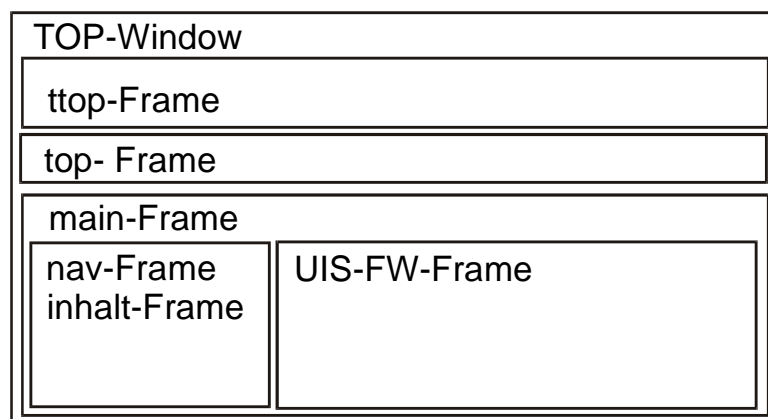 TOP-Window
ttop-Frame
top- Frame
main-Frame
nav-Frame
inhalt-Frame
UIS-FW-Frame